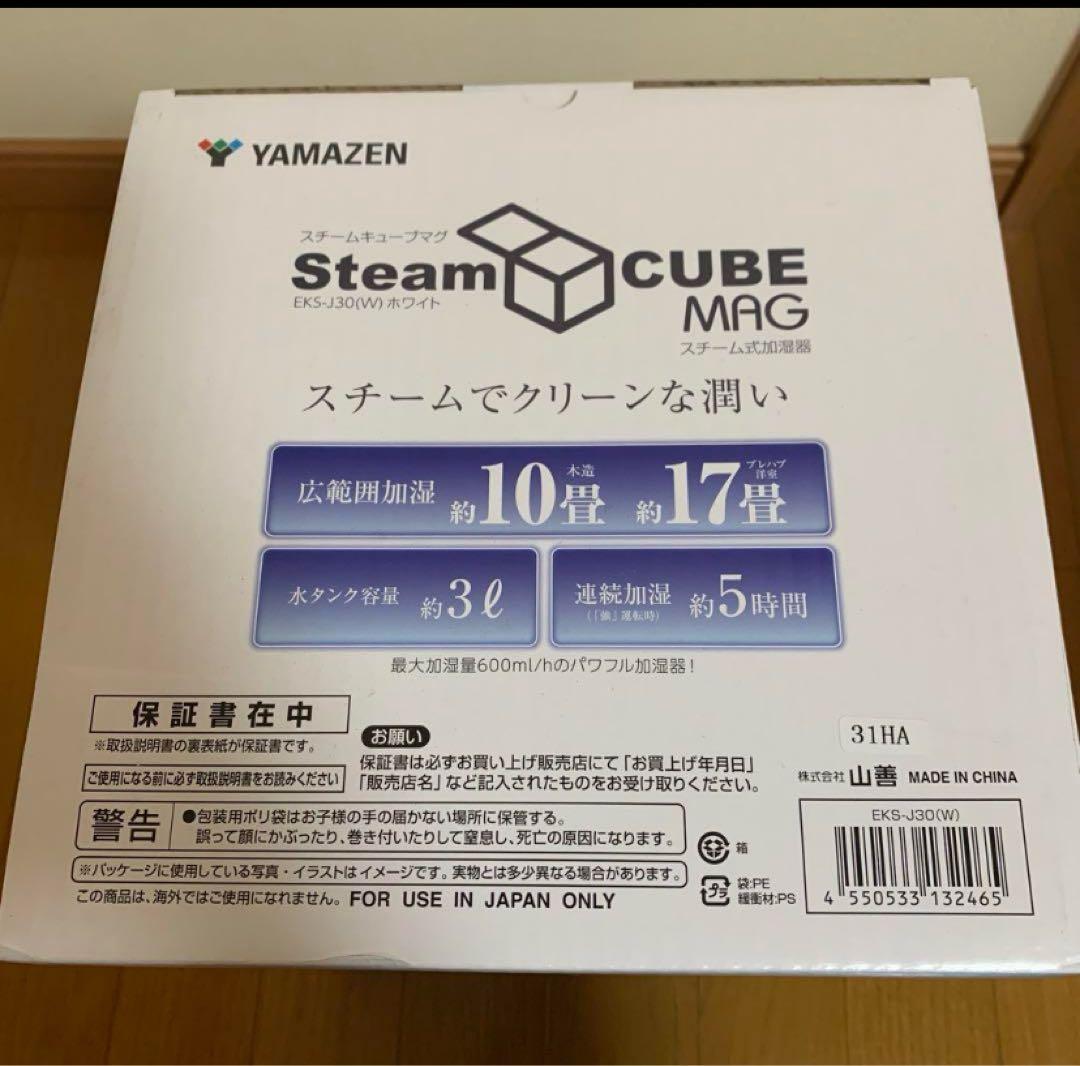 YAMAZEN
スチームキューブマグ
Steam CUBE
EKS-J30(W) ホワイト
MAG
スチーム式加湿器
スチームでクリーンな潤い
広範囲加湿 約10畳 木造 約17畳 プレハブ洋室
水タンク容量 約3ℓ
連続加湿 (「強」運転時) 約5時間
最大加湿量600ml/hのパワフル加湿器！
保証書在中
※取扱説明書の裏表紙が保証書です。
ご使用になる前に必ず取扱説明書をお読みください
お願い
保証書は必ずお買い上げ販売店にて「お買上げ年月日」
「販売店名」など記入されたものをお受け取りください。
警告
●包装用ポリ袋はお子様の手の届かない場所に保管する。
誤って顔にかぶったり、巻き付いたりして窒息し、死亡の原因になります。
※パッケージに使用している写真・イラストはイメージです。実物とは多少異なる場合があります。
この商品は、海外ではご使用になれません。 FOR USE IN JAPAN ONLY
紙 箱
プラ 袋:PE
緩衝材:PS
31HA
株式会社 山善 MADE IN CHINA
EKS-J30(W)
4 550533 132465